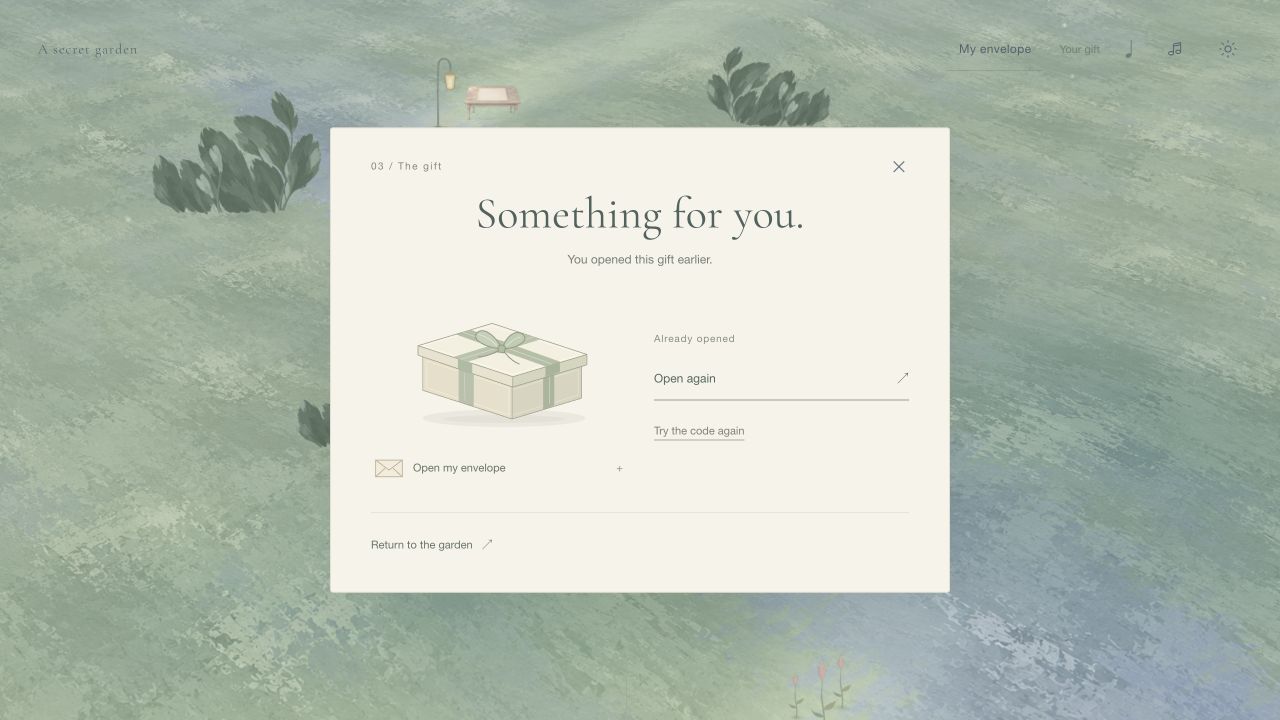 A secret garden
My envelope
Your gift
03 / The gift
Something for you.
You opened this gift earlier.
Already opened
Open again
Try the code again
Open my envelope
+
Return to the garden